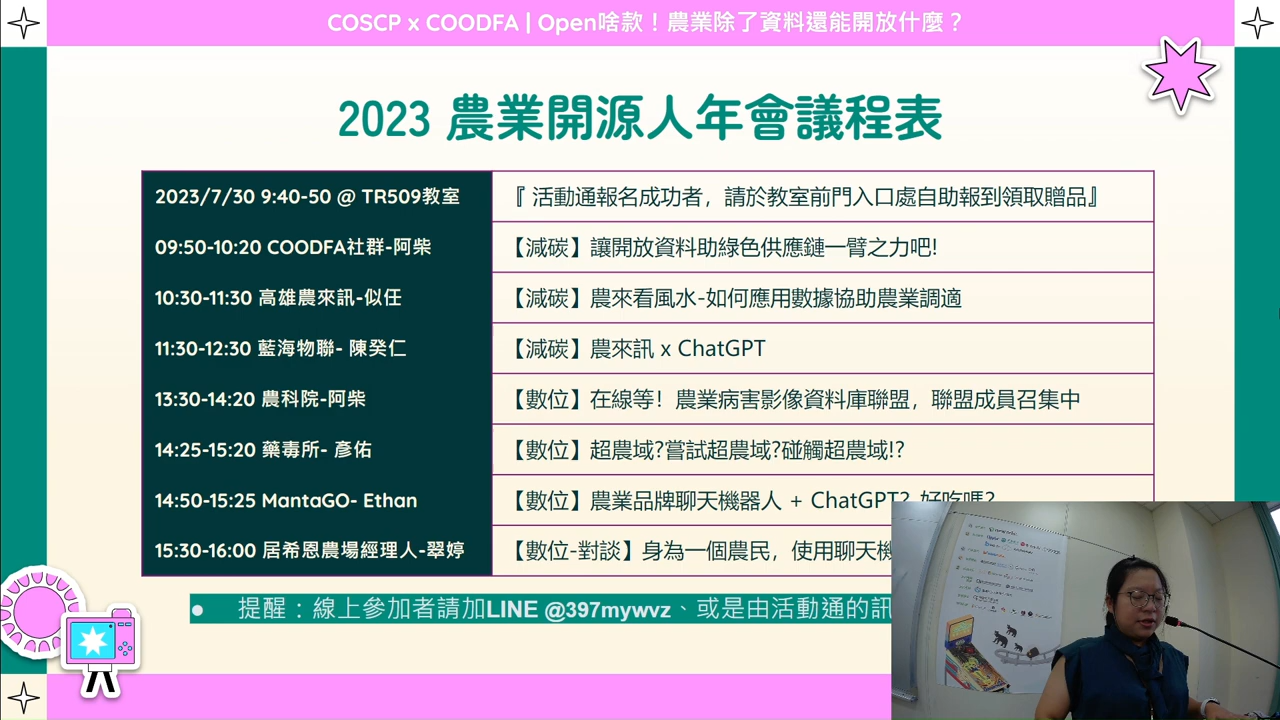 COSCP x COODFA | Open啥款！農業除了資料還能開放什麼？
2023 農業開源人年會議程表
2023/7/30 9:40-50 @ TR509教室 『 活動通報名成功者，請於教室前門入口處自助報到領取贈品』
09:50-10:20 COODFA社群-阿柴 【減碳】讓開放資料助綠色供應鏈一臂之力吧!
10:30-11:30 高雄農來訊-似任 【減碳】農來看風水-如何應用數據協助農業調適
11:30-12:30 藍海物聯- 陳癸仁 【減碳】農來訊 x ChatGPT
13:30-14:20 農科院-阿柴 【數位】在線等！農業病害影像資料庫聯盟，聯盟成員召集中
14:25-15:20 藥毒所- 彥佑 【數位】超農域?嘗試超農域?碰觸超農域!?
14:50-15:25 MantaGO- Ethan 【數位】農業品牌聊天機器人 + ChatGPT? 好吃嗎?
15:30-16:00 居希恩農場經理人-翠婷 【數位-對談】身為一個農民，使用聊天機
● 提醒：線上參加者請加LINE @397mywvz、或是由活動通的訊